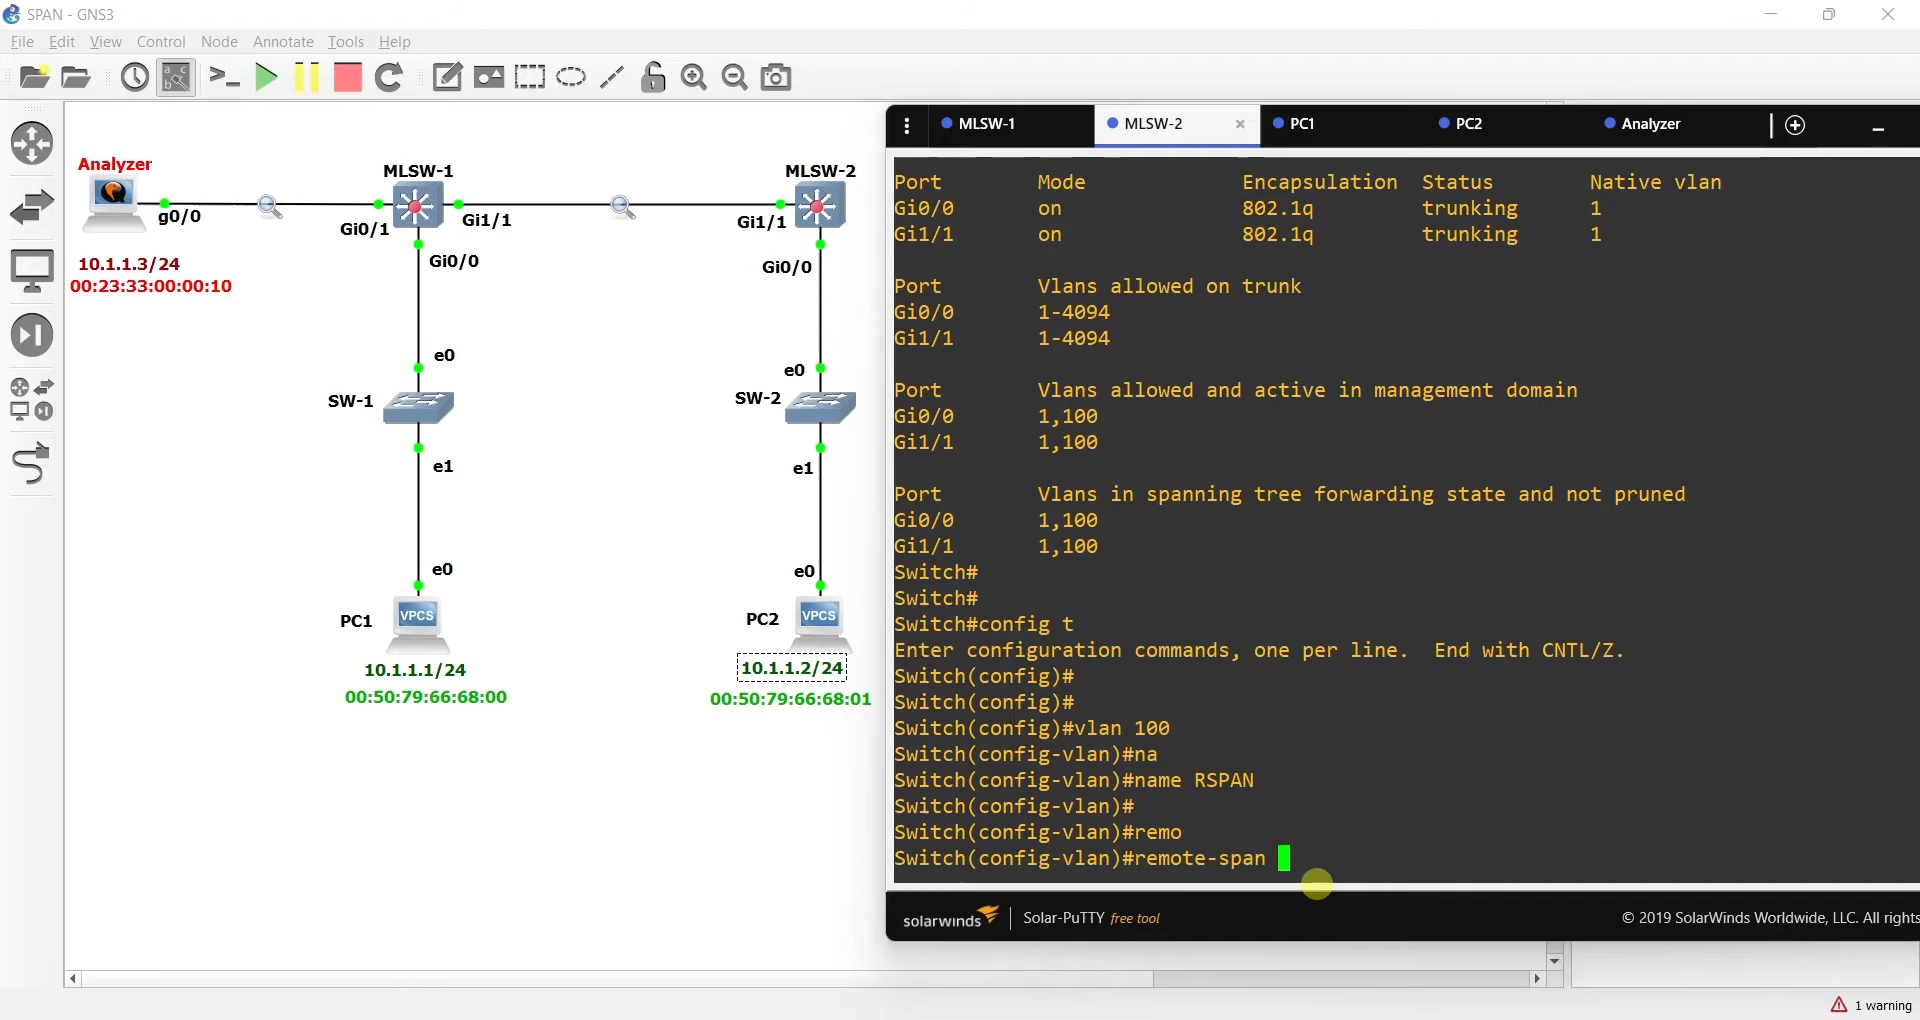 SPAN - GNS3
File Edit View Control Node Annotate Tools Help
MLSW-1 MLSW-2 × PC1 PC2 Analyzer
Analyzer
g0/0
10.1.1.3/24
00:23:33:00:00:10
MLSW-1
Gi0/1
Gi1/1
Gi0/0
MLSW-2
Gi1/1
Gi0/0
e0
SW-1
e1
e0
SW-2
e1
e0
PC1
VPCS
10.1.1.1/24
00:50:79:66:68:00
e0
PC2
VPCS
10.1.1.2/24
00:50:79:66:68:01
Port Mode Encapsulation Status Native vlan
Gi0/0 on 802.1q trunking 1
Gi1/1 on 802.1q trunking 1
Port Vlans allowed on trunk
Gi0/0 1-4094
Gi1/1 1-4094
Port Vlans allowed and active in management domain
Gi0/0 1,100
Gi1/1 1,100
Port Vlans in spanning tree forwarding state and not pruned
Gi0/0 1,100
Gi1/1 1,100
Switch#
Switch#
Switch#config t
Enter configuration commands, one per line. End with CNTL/Z.
Switch(config)#
Switch(config)#
Switch(config)#vlan 100
Switch(config-vlan)#na
Switch(config-vlan)#name RSPAN
Switch(config-vlan)#
Switch(config-vlan)#remo
Switch(config-vlan)#remote-span
solarwinds Solar-PuTTY free tool © 2019 SolarWinds Worldwide, LLC. All rights
1 warning